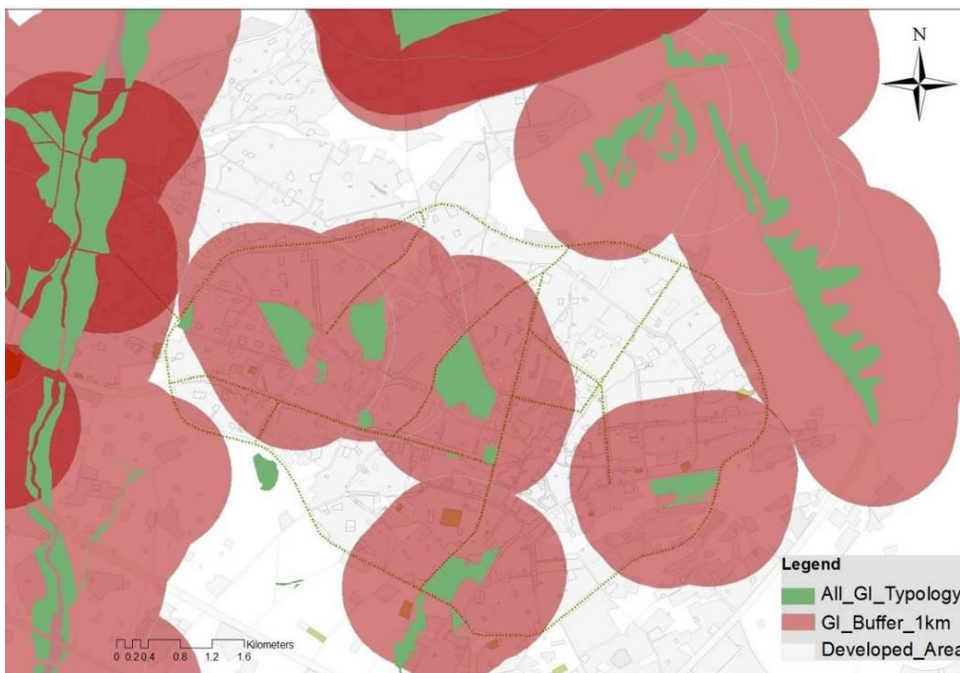 N
Legend
All_GI_Typology
GI_Buffer_1km
Developed_Area
Kilometers
0 0.2 0.4 0.8 1.2 1.6